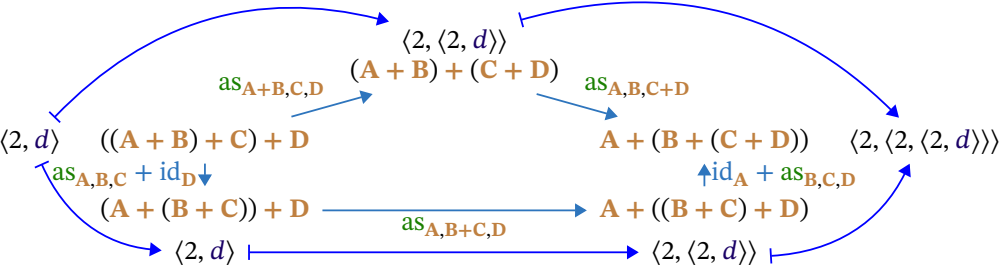 ⟨2, ⟨2, d⟩⟩
(A + B) + (C + D)
as_{A+B,C,D}
as_{A,B,C+D}
⟨2, d⟩
((A + B) + C) + D
A + (B + (C + D))
⟨2, ⟨2, ⟨2, d⟩⟩⟩
as_{A,B,C} + id_D
id_A + as_{B,C,D}
(A + (B + C)) + D
A + ((B + C) + D)
as_{A,B+C,D}
⟨2, d⟩
⟨2, ⟨2, d⟩⟩